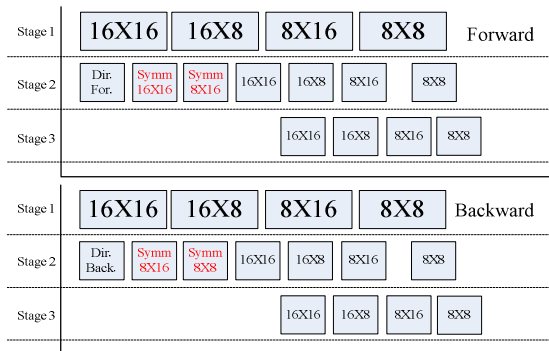 Stage 1 16X16 16X8 8X16 8X8 Forward
Stage 2 Dir. For. Symm 16X16 Symm 8X16 16X16 16X8 8X16 8X8
Stage 3 16X16 16X8 8X16 8X8
Stage 1 16X16 16X8 8X16 8X8 Backward
Stage 2 Dir. Back. Symm 8X16 Symm 8X8 16X16 16X8 8X16 8X8
Stage 3 16X16 16X8 8X16 8X8